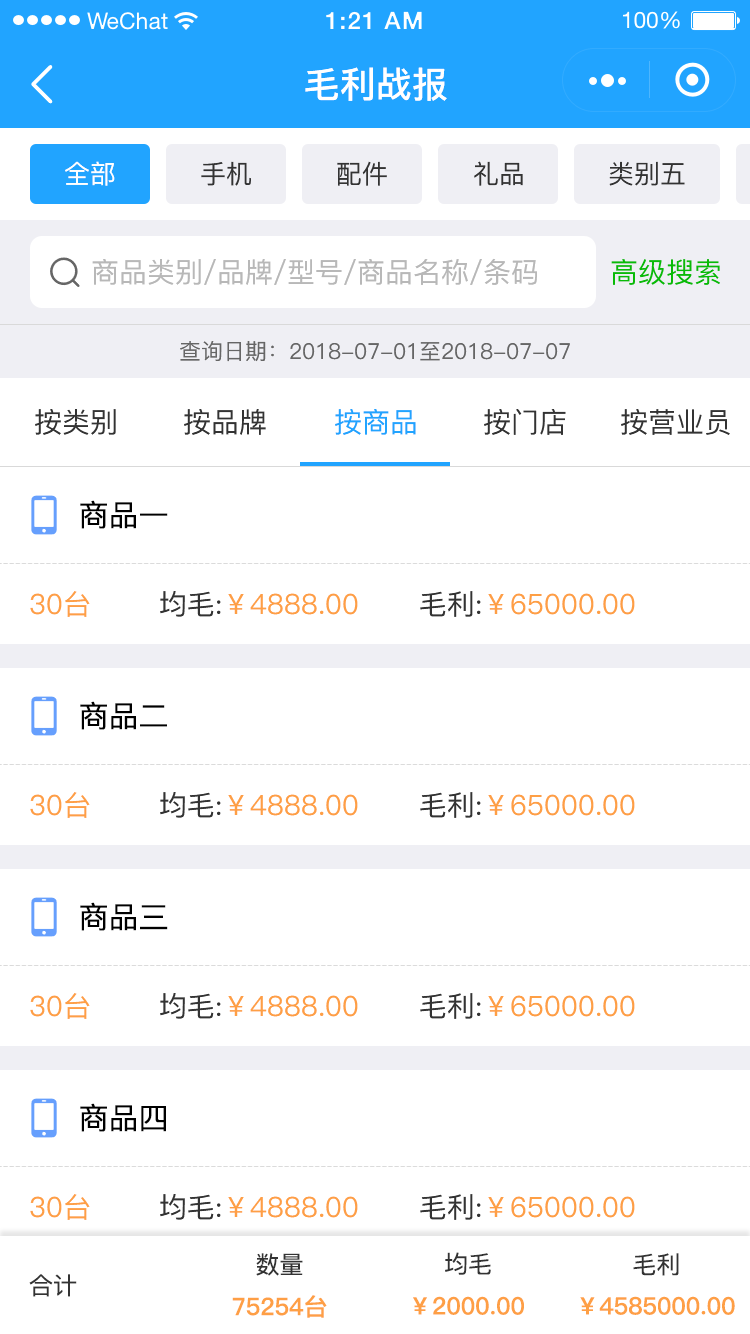 WeChat 1:21 AM 100%
毛利战报
全部 手机 配件 礼品 类别五
商品类别/品牌/型号/商品名称/条码 高级搜索
查询日期：2018-07-01至2018-07-07
按类别 按品牌 按商品 按门店 按营业员
商品一
30台 均毛:¥4888.00 毛利:¥65000.00
商品二
30台 均毛:¥4888.00 毛利:¥65000.00
商品三
30台 均毛:¥4888.00 毛利:¥65000.00
商品四
30台 均毛:¥4888.00 毛利:¥65000.00
数量 均毛 毛利
合计
75254台 ¥2000.00 ¥4585000.00